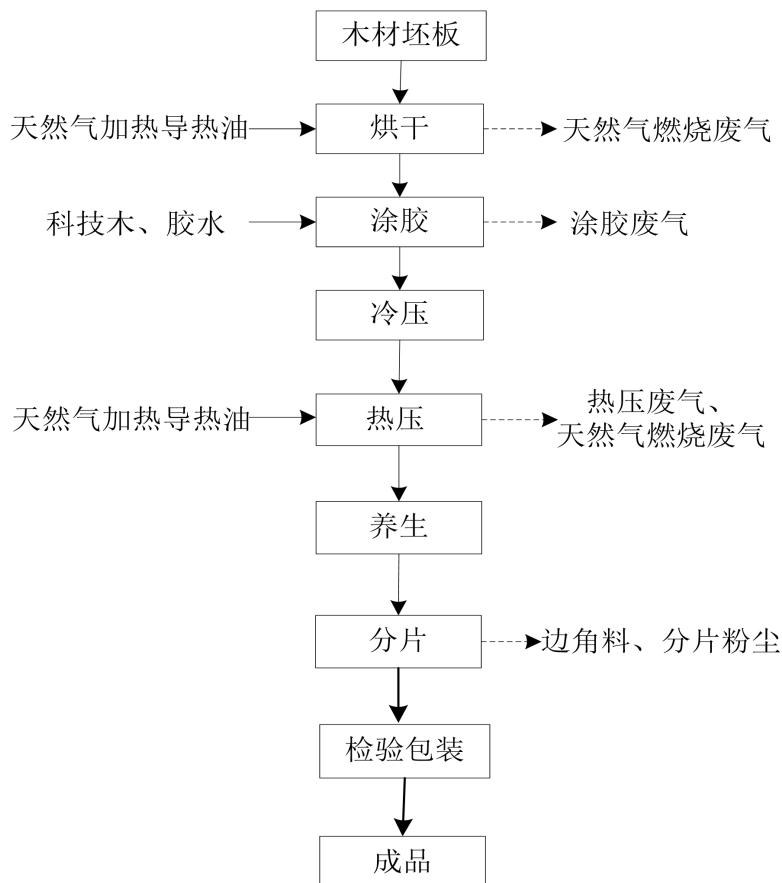 木材坯板
天然气加热导热油
烘干
天然气燃烧废气
科技木、胶水
涂胶
涂胶废气
冷压
天然气加热导热油
热压
热压废气、
天然气燃烧废气
养生
分片
边角料、分片粉尘
检验包装
成品